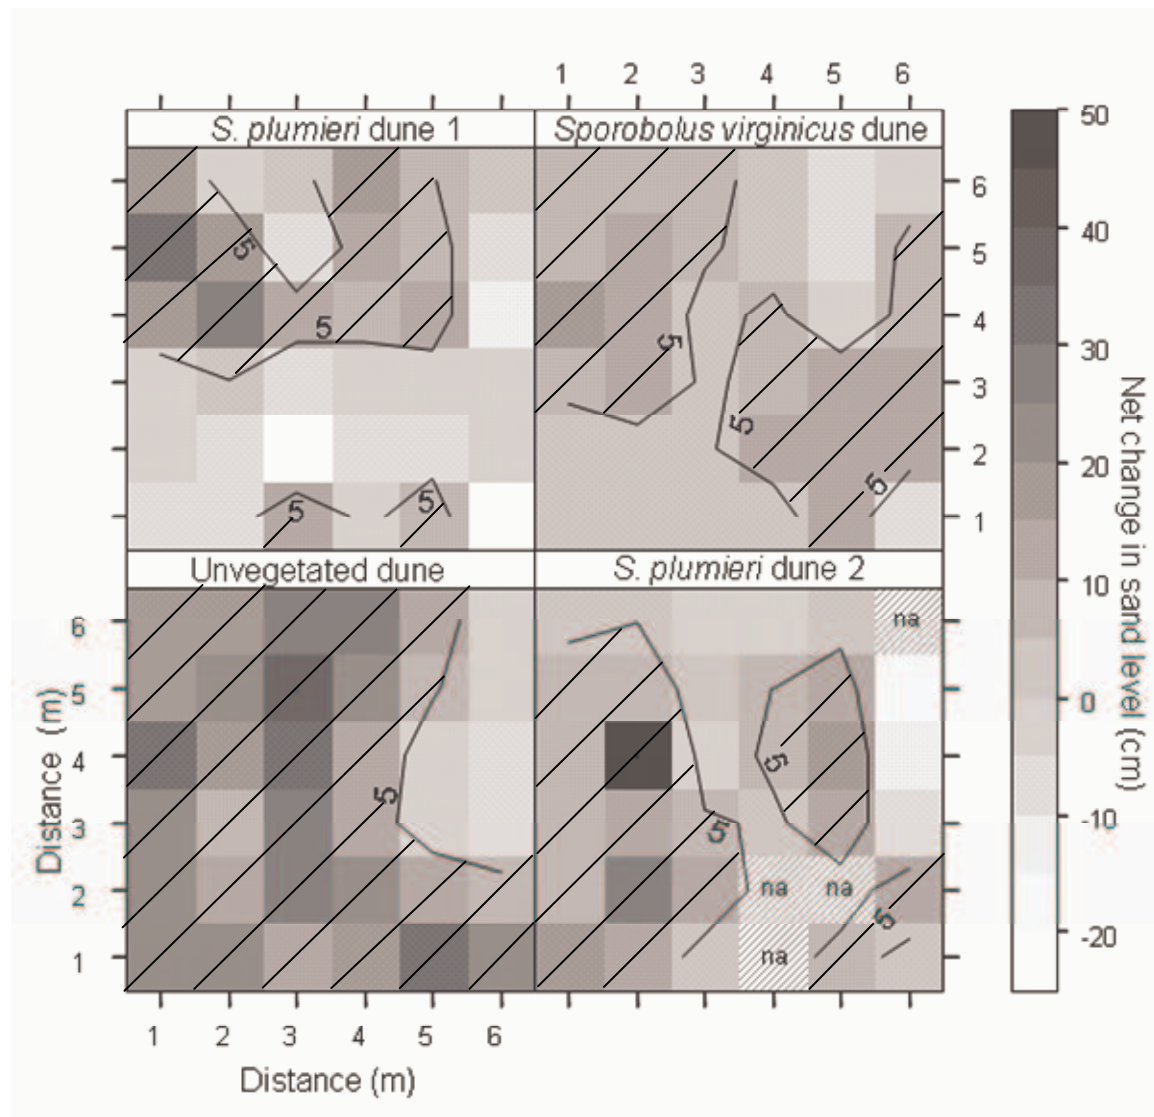 1 2 3 4 5 6
S. plumieri dune 1
Sporobolus virginicus dune
50
40
30
20
10
0
-10
-20
Net change in sand level (cm)
6
5
4
3
2
1
5
5
5
5
5
5
5
Unvegetated dune
S. plumieri dune 2
6
5
4
3
2
1
Distance (m)
5
na
5
5
na na
5
na
1 2 3 4 5 6
Distance (m)